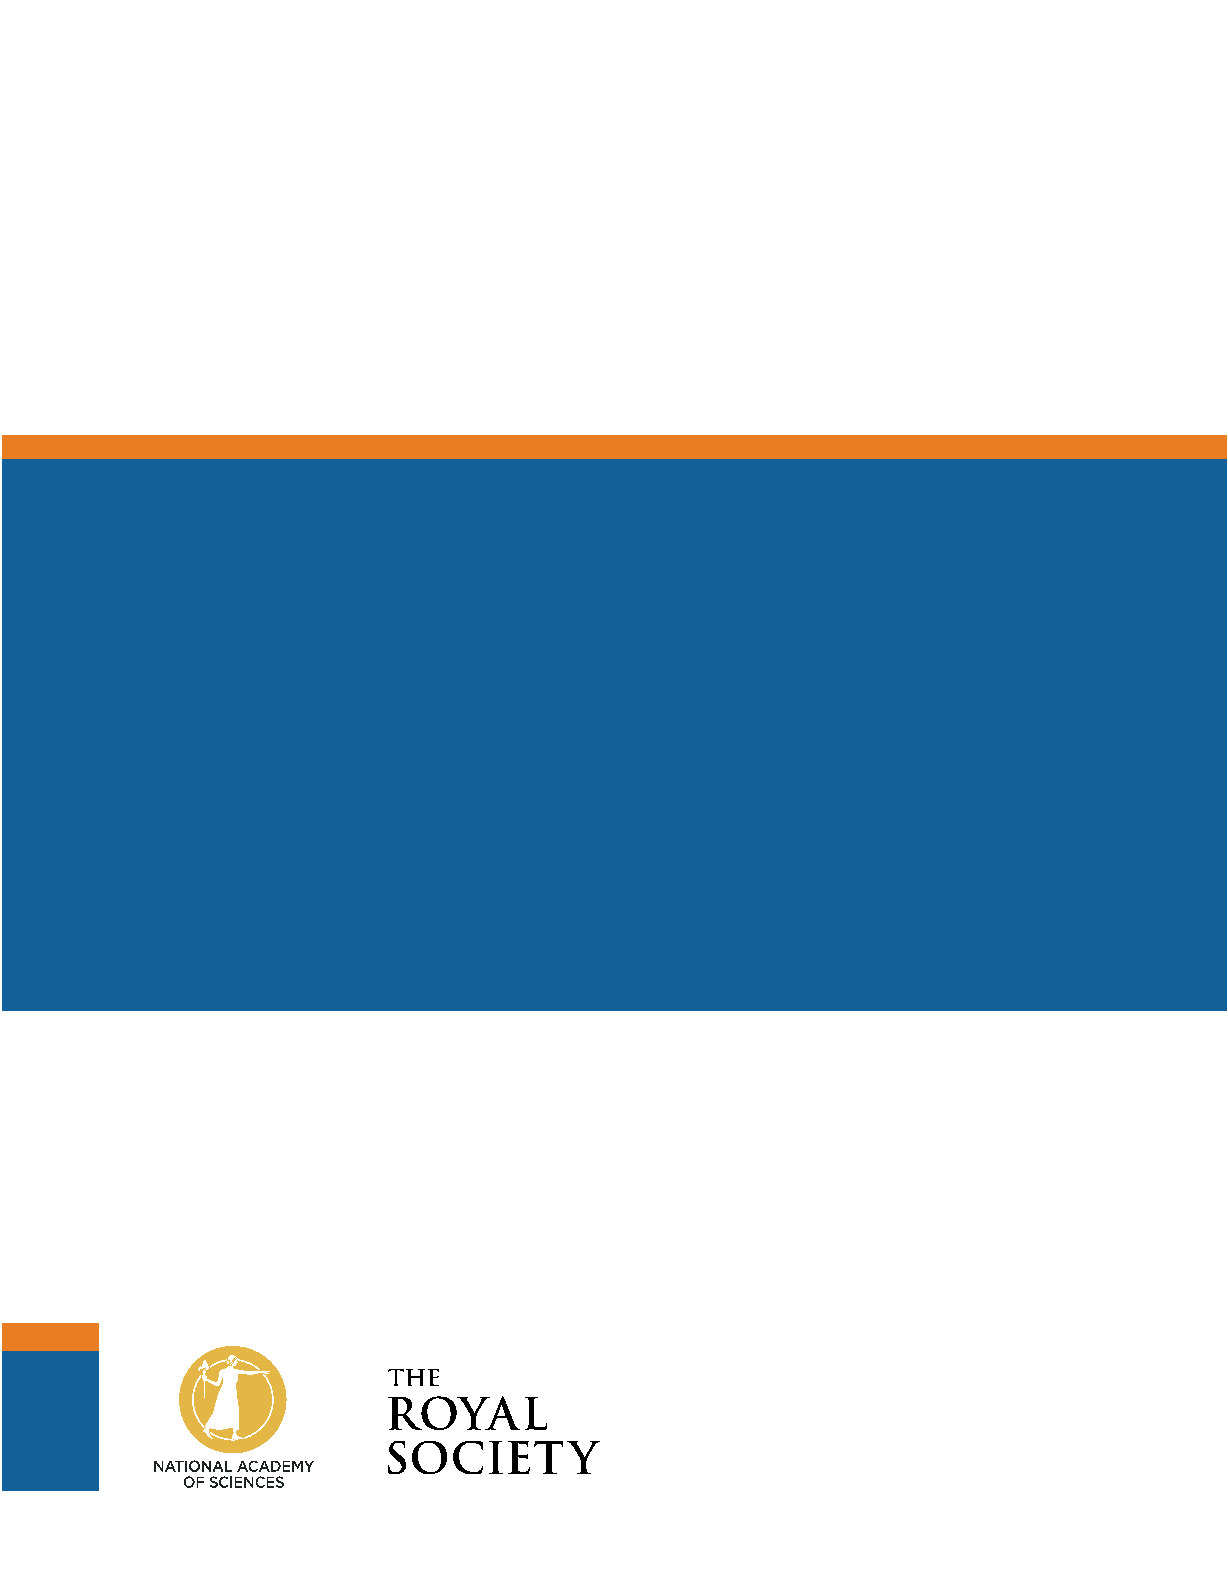 NATIONAL ACADEMY
OF SCIENCES
THE
ROYAL
SOCIETY